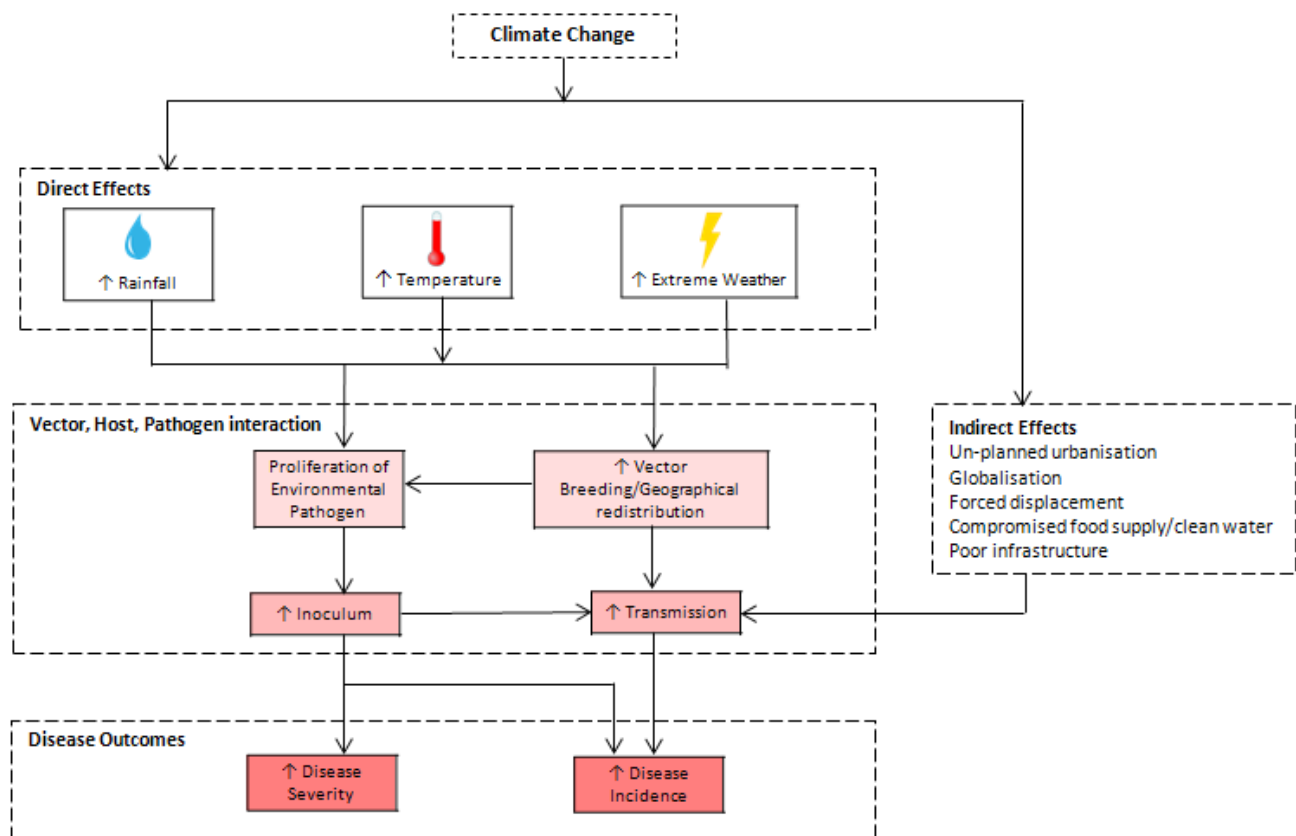 Climate Change
Direct Effects
↑ Rainfall
↑ Temperature
↑ Extreme Weather
Vector, Host, Pathogen interaction
Proliferation of
Environmental
Pathogen
↑ Vector
Breeding/Geographical
redistribution
Indirect Effects
Un-planned urbanisation
Globalisation
Forced displacement
Compromised food supply/clean water
Poor infrastructure
↑ Inoculum
↑ Transmission
Disease Outcomes
↑ Disease
Severity
↑ Disease
Incidence